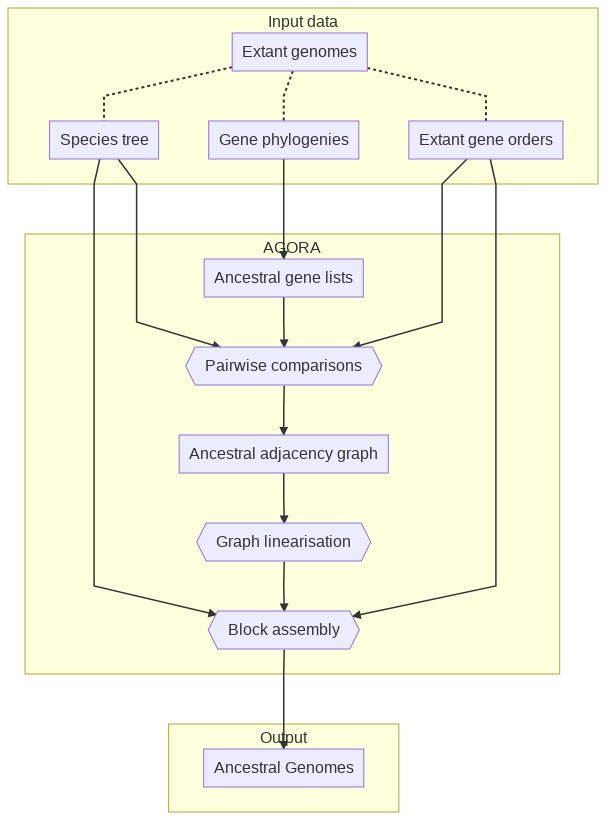 Input data
Extant genomes
Species tree
Gene phylogenies
Extant gene orders
AGORA
Ancestral gene lists
Pairwise comparisons
Ancestral adjacency graph
Graph linearisation
Block assembly
Output
Ancestral Genomes